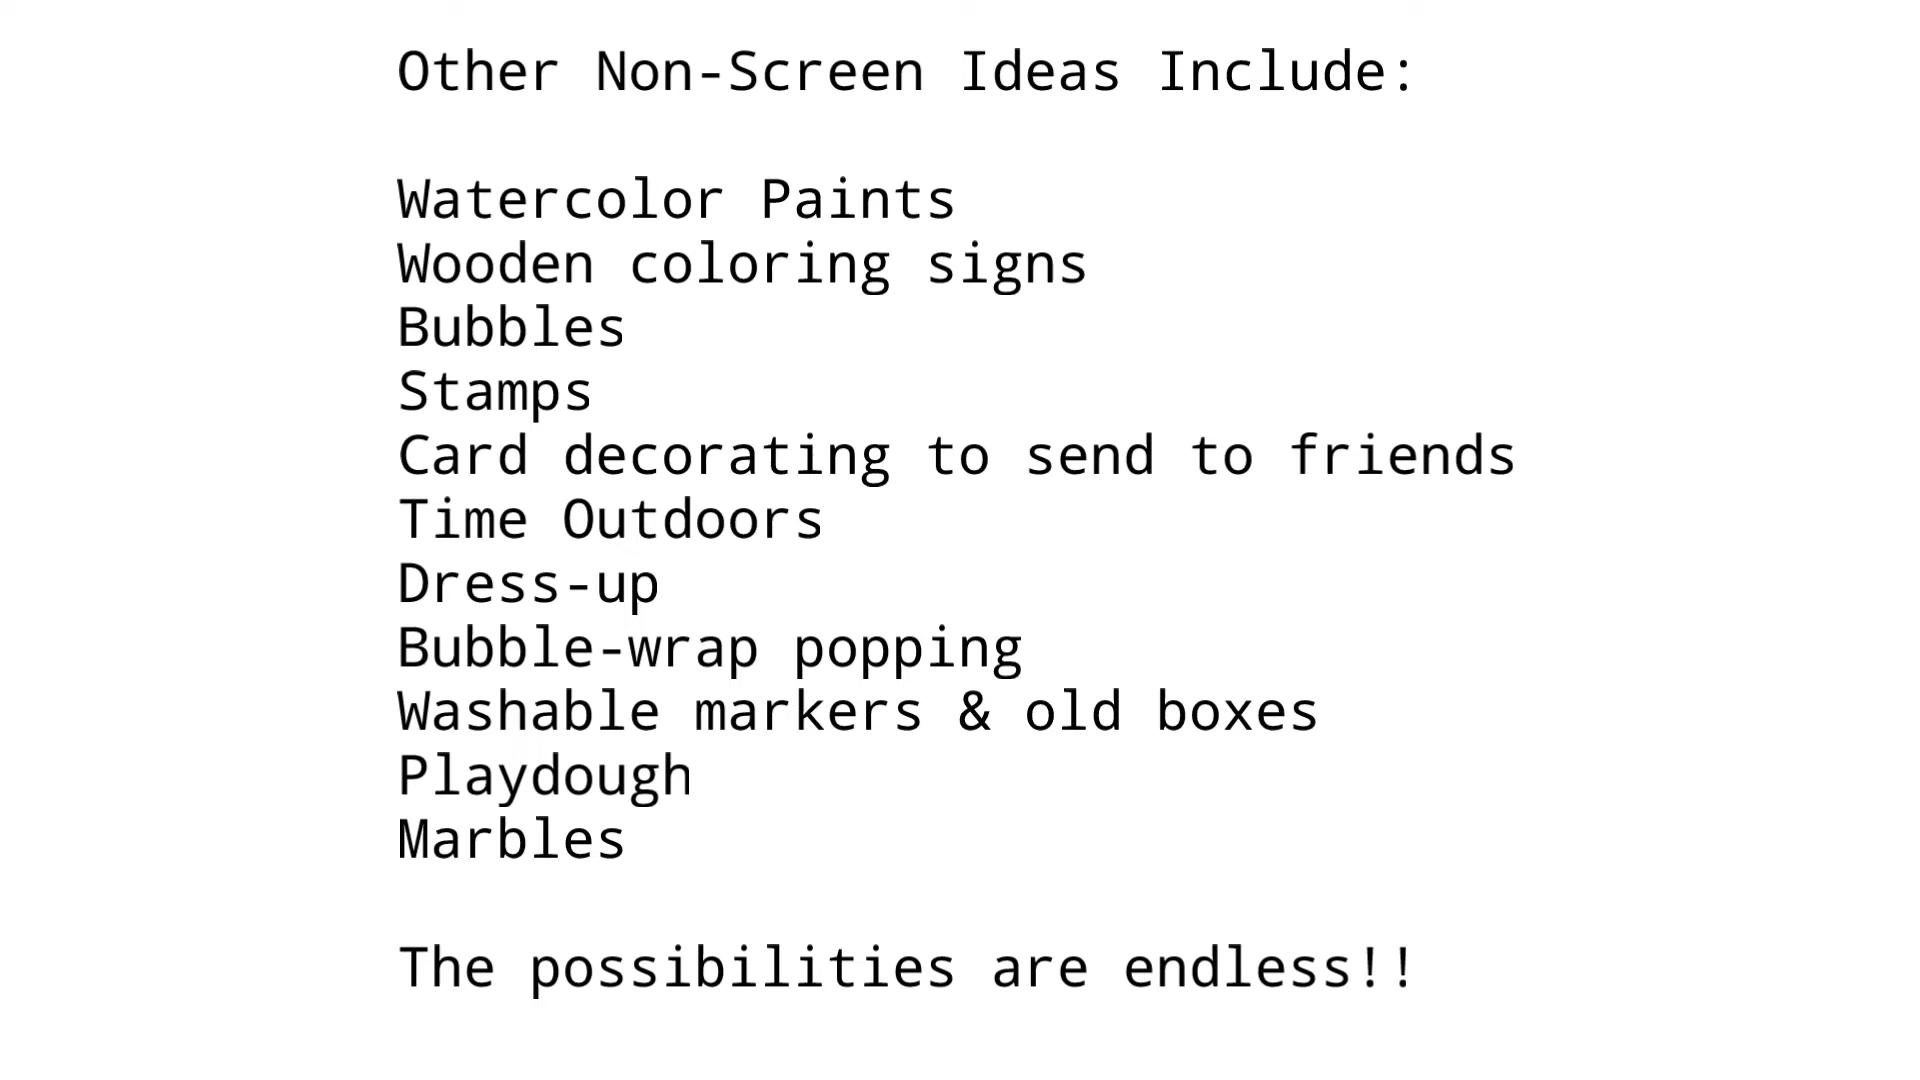 Other Non-Screen Ideas Include:
Watercolor Paints
Wooden coloring signs
Bubbles
Stamps
Card decorating to send to friends
Time Outdoors
Dress-up
Bubble-wrap popping
Washable markers & old boxes
Playdough
Marbles
The possibilities are endless!!